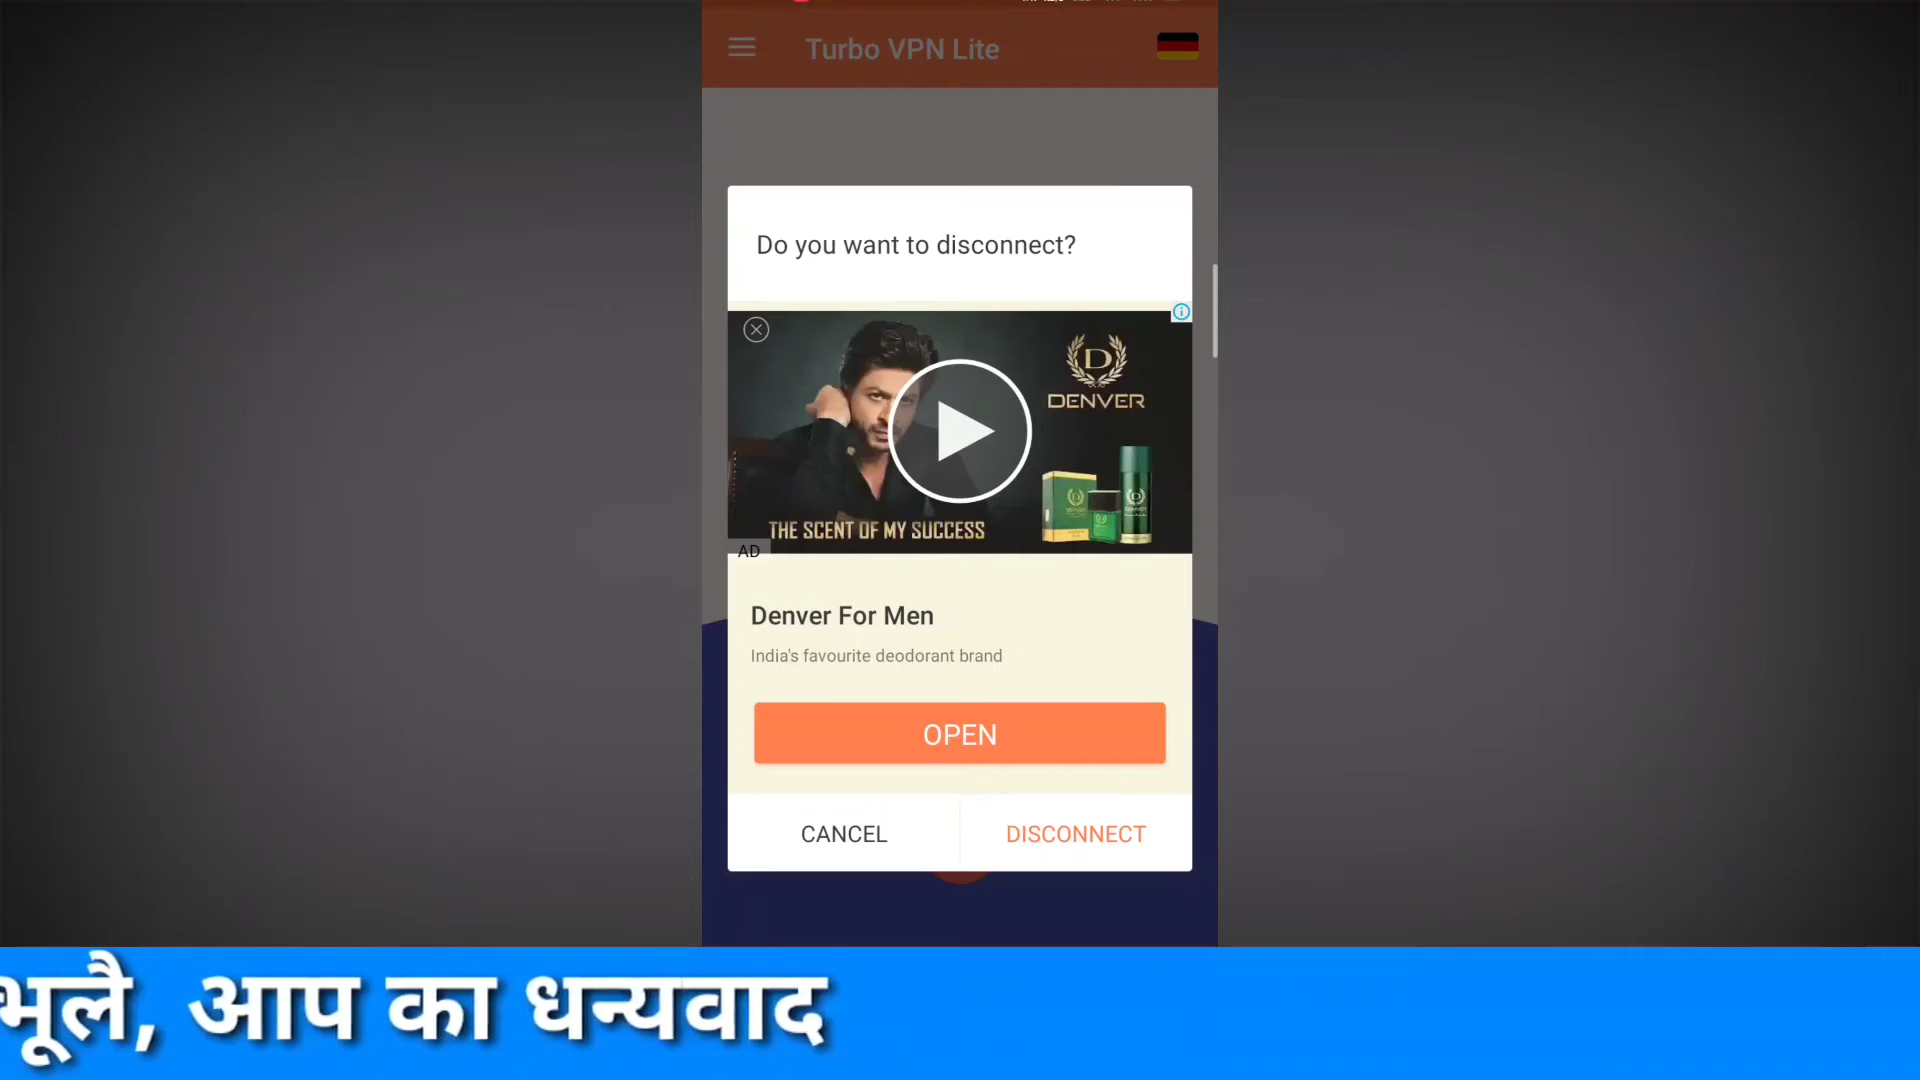 Turbo VPN Lite
Do you want to disconnect?
D
DENVER
THE SCENT OF MY SUCCESS
AD
Denver For Men
India's favourite deodorant brand
OPEN
CANCEL
DISCONNECT
भूलै, आप का धन्यवाद